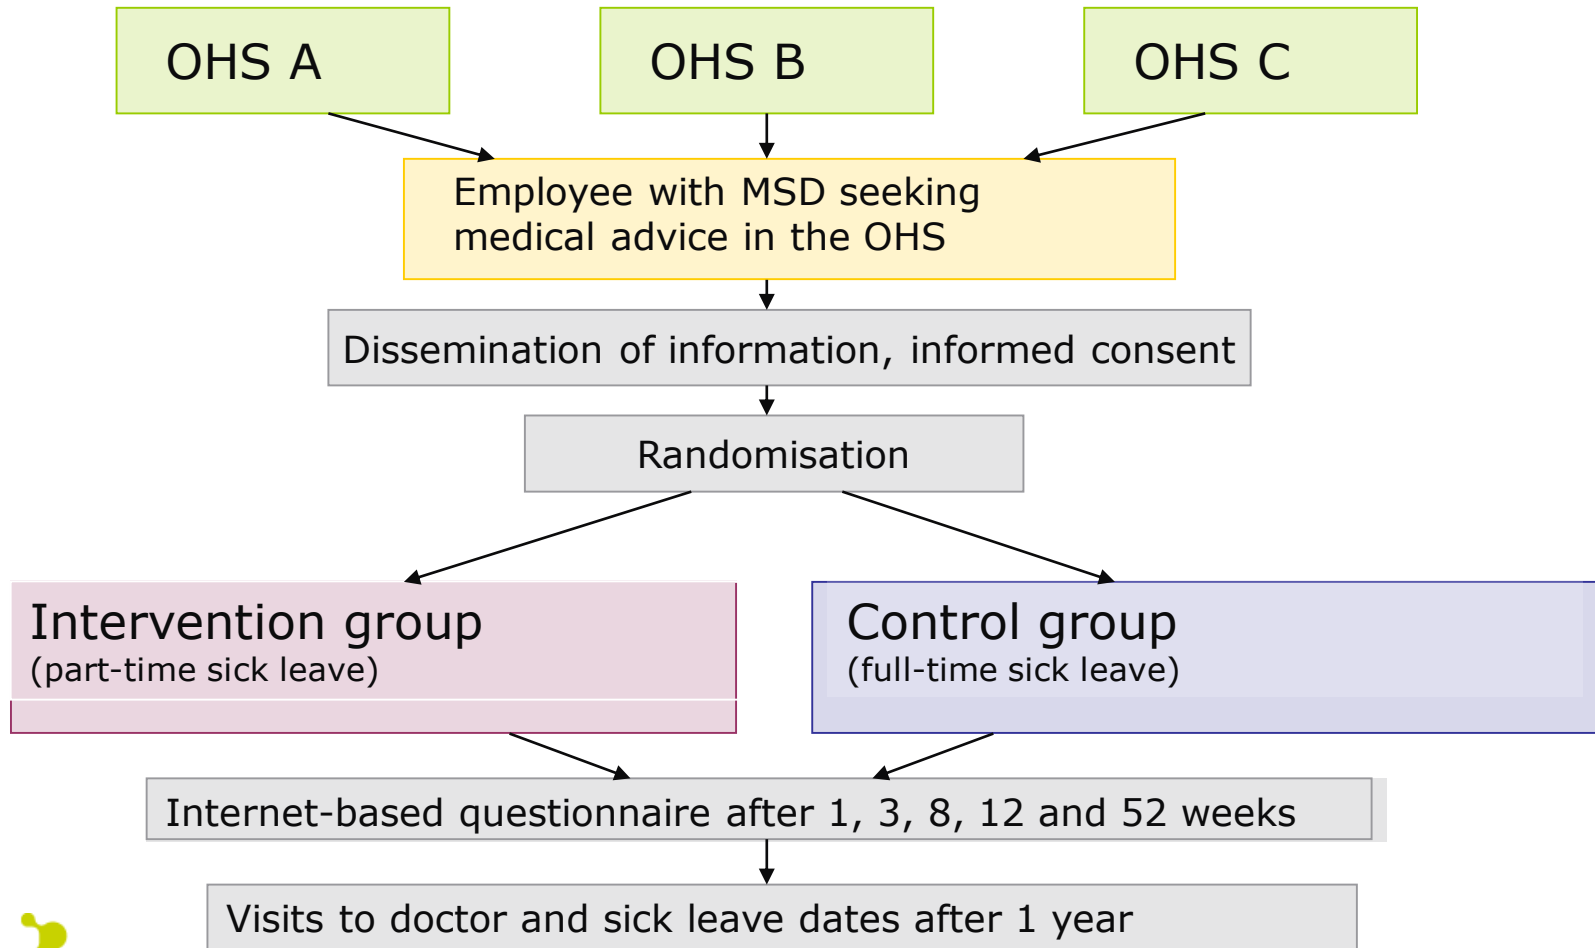 OHS A
OHS B
OHS C
Employee with MSD seeking
medical advice in the OHS
Dissemination of information, informed consent
Randomisation
Intervention group
(part-time sick leave)
Control group
(full-time sick leave)
Internet-based questionnaire after 1, 3, 8, 12 and 52 weeks
Visits to doctor and sick leave dates after 1 year